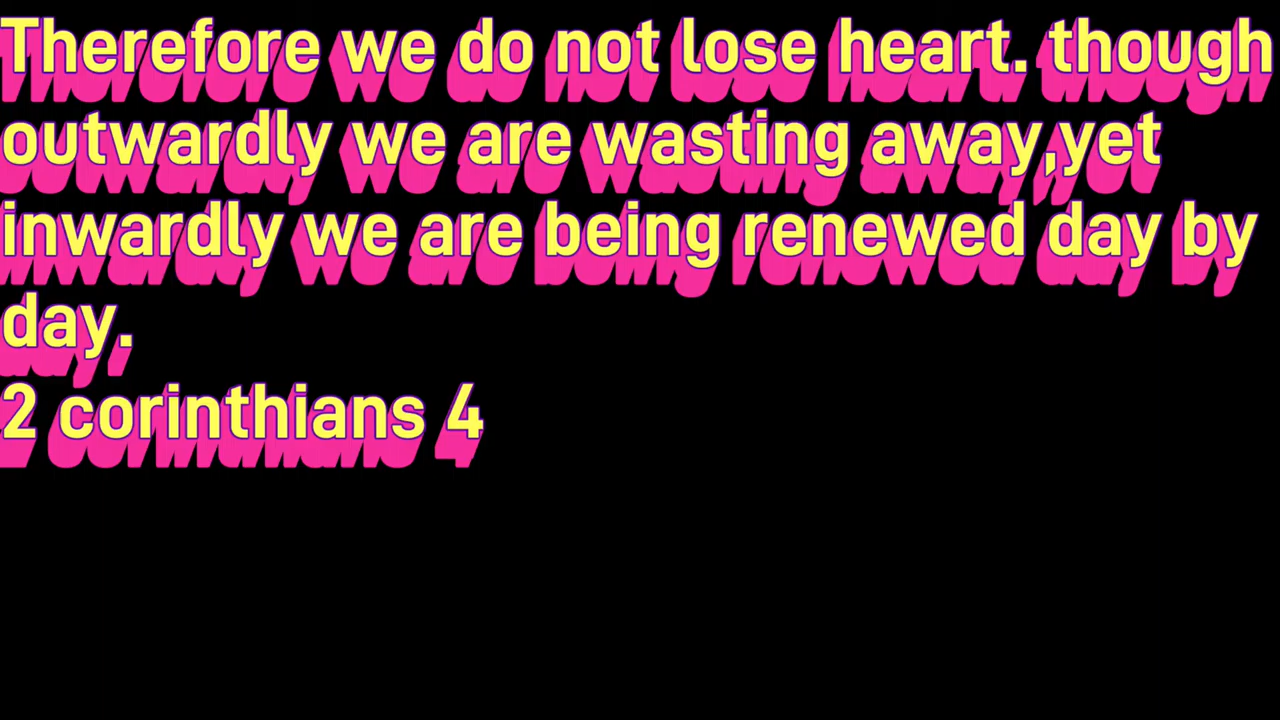 Therefore we do not lose heart. though
outwardly we are wasting away,yet
inwardly we are being renewed day by
day.
2 corinthians 4